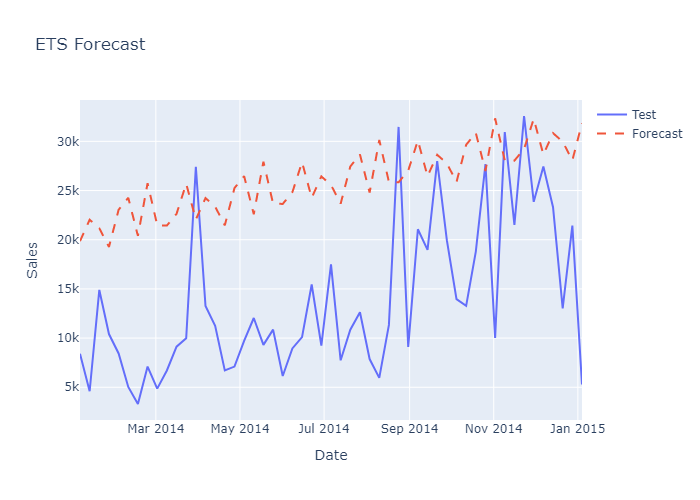 ETS Forecast
Test
Forecast
30k
25k
20k
15k
10k
5k
Sales
Mar 2014
May 2014
Jul 2014
Sep 2014
Nov 2014
Jan 2015
Date